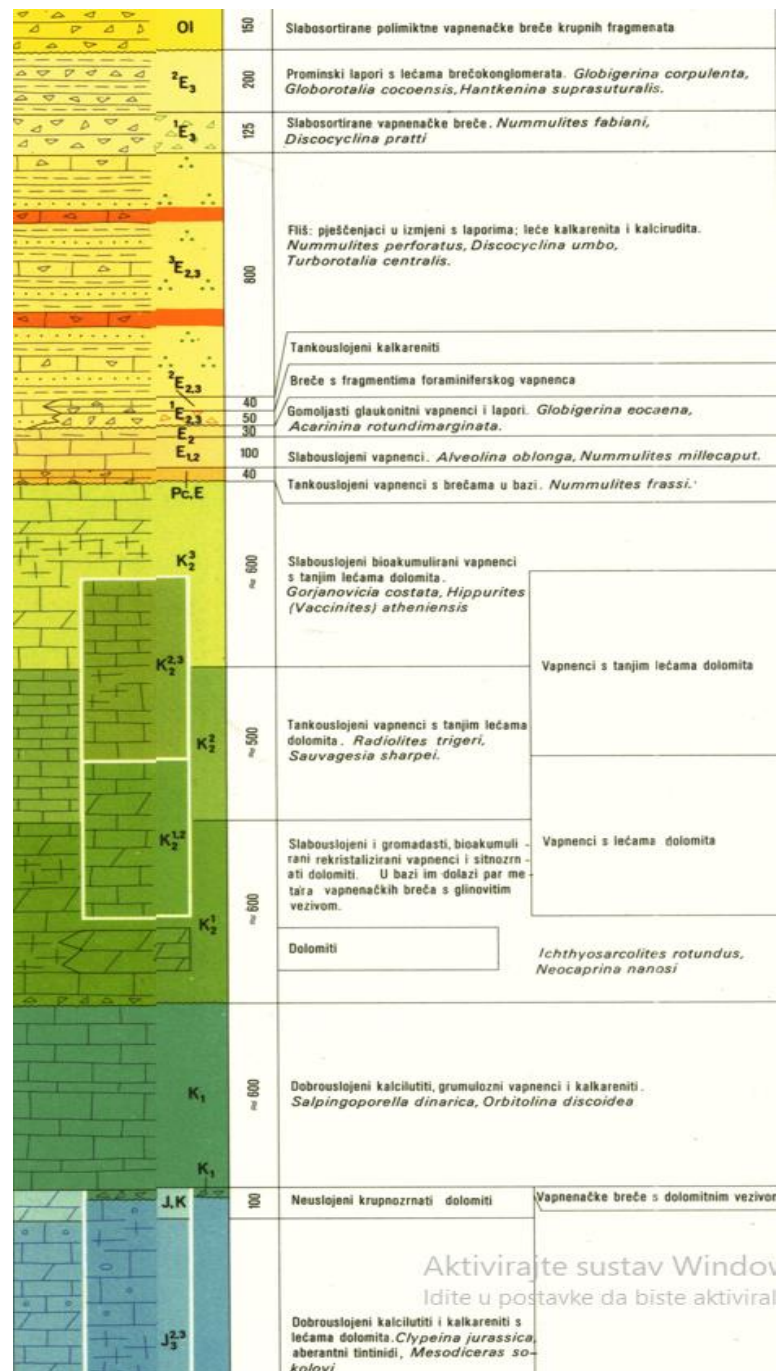 Ol 150 Slabosortirane polimiktne vapnenačke breče krupnih fragmenata
²E₃ 200 Prominski lapori s lećama brečokonglomerata. Globigerina corpulenta,
Globorotalia cocoensis, Hantkenina suprasuturalis.
¹E₃ 125 Slabosortirane vapnenačke breče. Nummulites fabiani,
Discocyclina pratti
³E₂,₃ 800 Fliš: pješčenjaci u izmjeni s laporima; leće kalkarenita i kalcirudita.
Nummulites perforatus, Discocyclina umbo,
Turborotalia centralis.
²E₂,₃ 40 Tankouslojeni kalkareniti
¹E₂,₃ 50 Breče s fragmentima foraminiferskog vapnenca
E₂ 30 Gomoljasti glaukonitni vapnenci i lapori. Globigerina eocaena,
Acarinina rotundimarginata.
E₁,₂ 100 Slabouslojeni vapnenci. Alveolina oblonga, Nummulites millecaput.
Pc,E 40 Tankouslojeni vapnenci s brečama u bazi. Nummulites frassi.
K₂³ ≈ 600 Slabouslojeni bioakumulirani vapnenci
s tanjim lećama dolomita.
Gorjanovicia costata, Hippurites
(Vaccinites) atheniensis
K₂²,³ Vapnenci s tanjim lećama dolomita
K₂² ≈ 500 Tankouslojeni vapnenci s tanjim lećama
dolomita. Radiolites trigeri,
Sauvagesia sharpei.
K₂¹,² Vapnenci s lećama dolomita
K₂¹ ≈ 600 Slabouslojeni i gromadasti, bioakumuli -
rani rekristalizirani vapnenci i sitnozrn -
ati dolomiti. U bazi im dolazi par me -
tara vapnenačkih breča s glinovitim
vezivom.
Dolomiti
Ichthyosarcolites rotundus,
Neocaprina nanosi
K₁ ≈ 600 Dobrouslojeni kalcilutiti, grumulozni vapnenci i kalkareniti.
Salpingoporella dinarica, Orbitolina discoidea
K₁ Vapnenačke breče s dolomitnim vezivom
J,K 100 Neuslojeni krupnozrnati dolomiti
Aktivirajte sustav Window
Idite u postavke da biste aktivirali
J₃²,³ Dobrouslojeni kalcilutiti i kalkareniti s
lećama dolomita. Clypeina jurassica,
aberantni tintinidi, Mesodiceras so-
kolovi